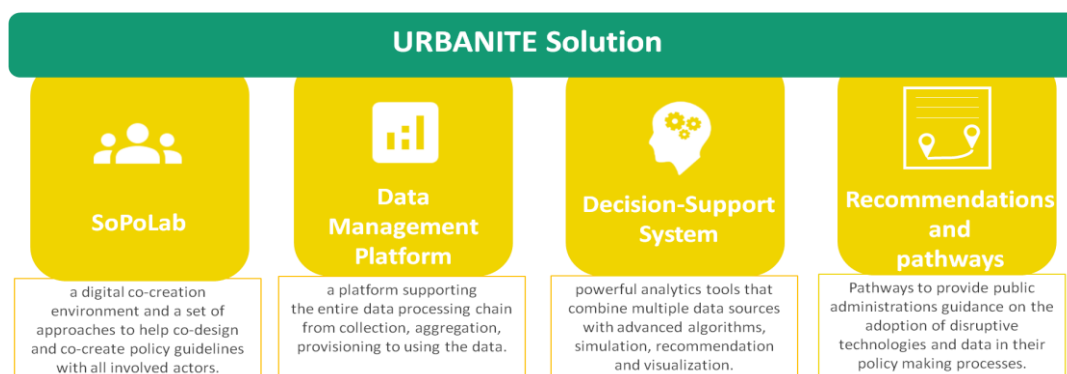 URBANITE Solution
SoPoLab
a digital co-creation
environment and a set of
approaches to help co-design
and co-create policy guidelines
with all involved actors.
Data
Management
Platform
a platform supporting
the entire data processing chain
from collection, aggregation,
provisioning to using the data.
Decision-Support
System
powerful analytics tools that
combine multiple data sources
with advanced algorithms,
simulation, recommendation
and visualization.
Recommendations
and
pathways
Pathways to provide public
administrations guidance on the
adoption of disruptive
technologies and data in their
policy making processes.